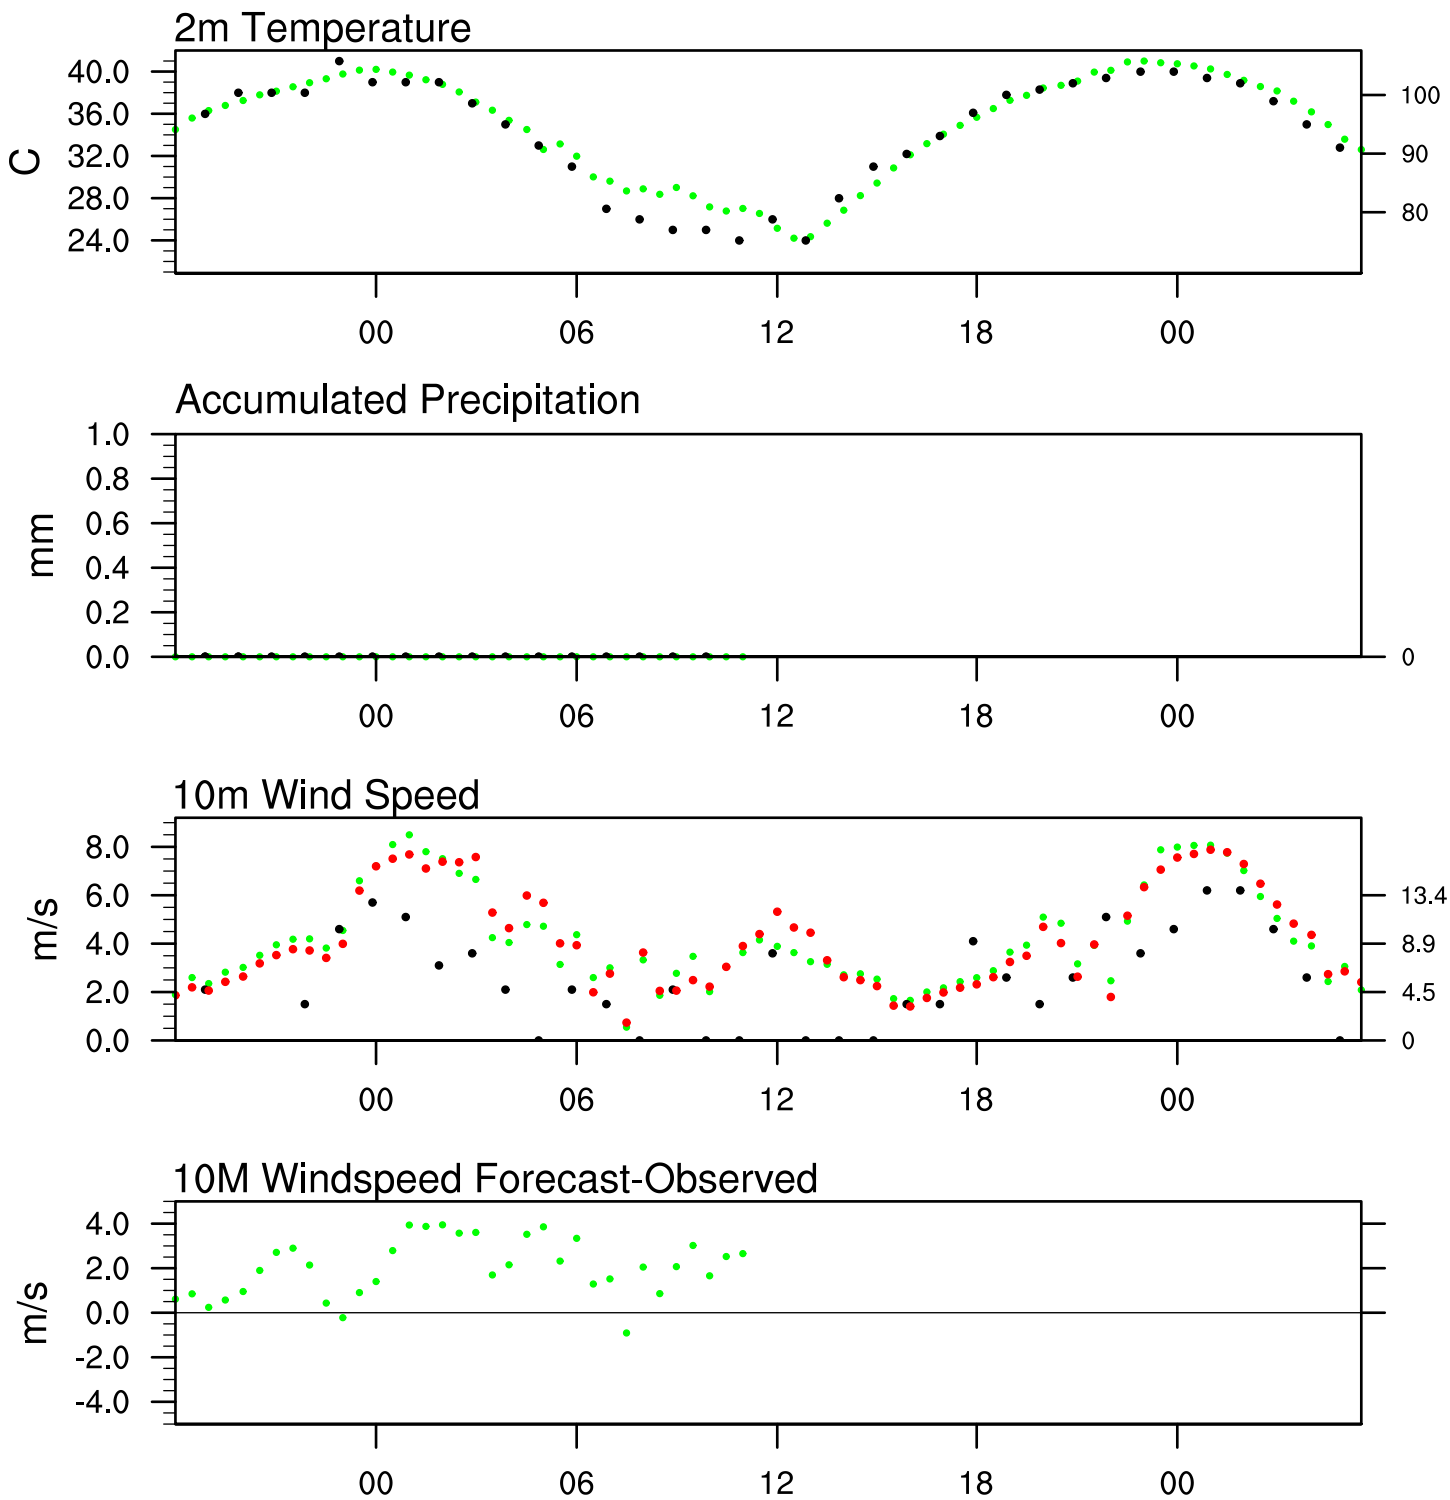 2m Temperature
40.0
36.0
32.0
28.0
24.0
C
100
90
80
00 06 12 18 00
Accumulated Precipitation
1.0
0.8
0.6
0.4
0.2
0.0
mm
0
00 06 12 18 00
10m Wind Speed
8.0
6.0
4.0
2.0
0.0
m/s
13.4
8.9
4.5
0
00 06 12 18 00
10M Windspeed Forecast-Observed
4.0
2.0
0.0
-2.0
-4.0
m/s
00 06 12 18 00